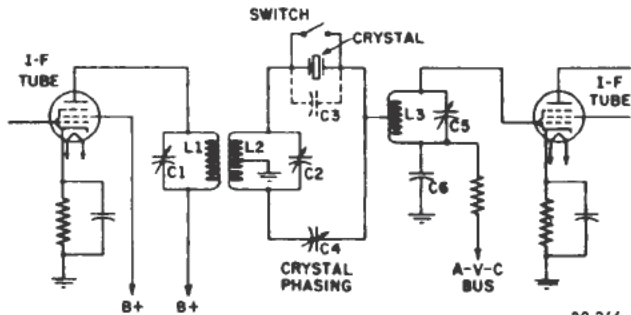 SWITCH
CRYSTAL
I-F
TUBE
C3
I-F
TUBE
L1
L2
L3
C1
C2
C5
C6
C4
CRYSTAL
PHASING
A-V-C
BUS
B+
B+